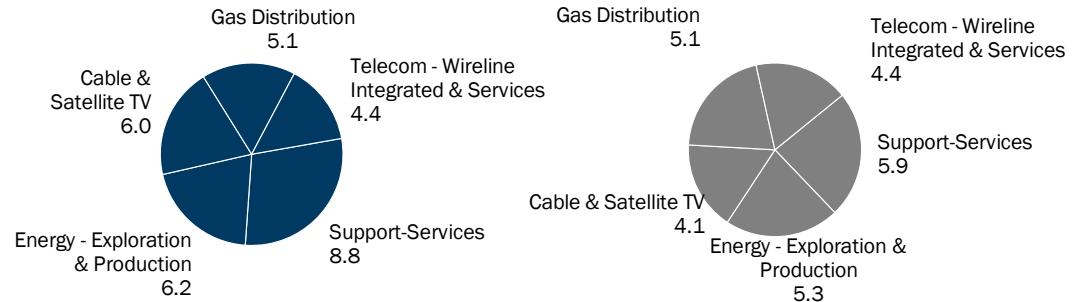 Gas Distribution
5.1
Telecom - Wireline
Integrated & Services
4.4
Cable &
Satellite TV
6.0
Support-Services
8.8
Energy - Exploration
& Production
6.2
Gas Distribution
5.1
Telecom - Wireline
Integrated & Services
4.4
Support-Services
5.9
Cable & Satellite TV
4.1
Energy - Exploration &
Production
5.3